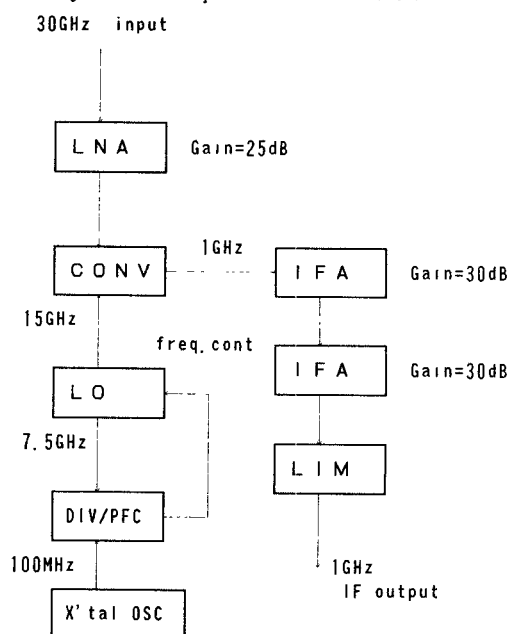 30GHz input
LNA Gain=25dB
1GHz
CONV IFA Gain=30dB
15GHz
freq.cont
LO IFA Gain=30dB
7.5GHz
LIM
DIV/PFC
100MHz
1GHz
IF output
X'tal OSC